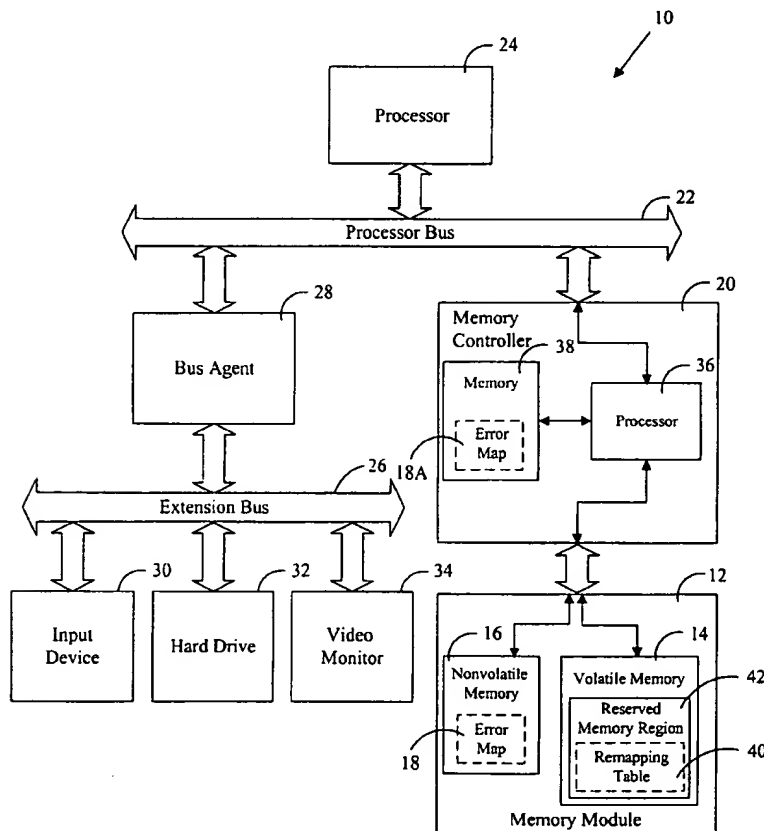 10
24
Processor
22
Processor Bus
28
Bus Agent
20
Memory
Controller
38
Memory
36
Processor
Error
Map
18A
26
Extension Bus
30
Input
Device
32
Hard Drive
34
Video
Monitor
12
16
Nonvolatile
Memory
Error
Map
18
14
Volatile Memory
42
Reserved
Memory Region
Remapping
Table
40
Memory Module